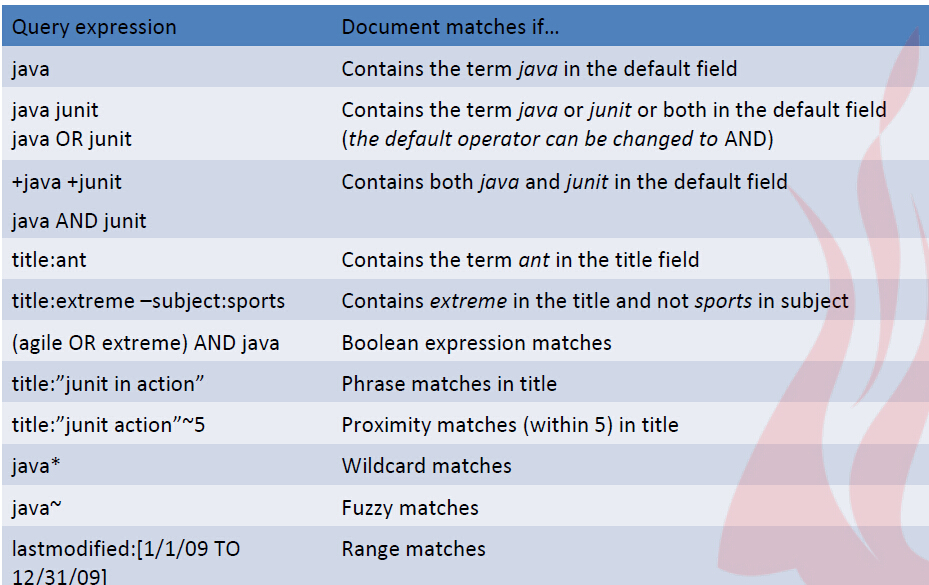 Query expression Document matches if…
java Contains the term java in the default field
java junit Contains the term java or junit or both in the default field
java OR junit (the default operator can be changed to AND)
+java +junit Contains both java and junit in the default field
java AND junit
title:ant Contains the term ant in the title field
title:extreme –subject:sports Contains extreme in the title and not sports in subject
(agile OR extreme) AND java Boolean expression matches
title:”junit in action” Phrase matches in title
title:”junit action”~5 Proximity matches (within 5) in title
java* Wildcard matches
java~ Fuzzy matches
lastmodified:[1/1/09 TO Range matches
12/31/09]